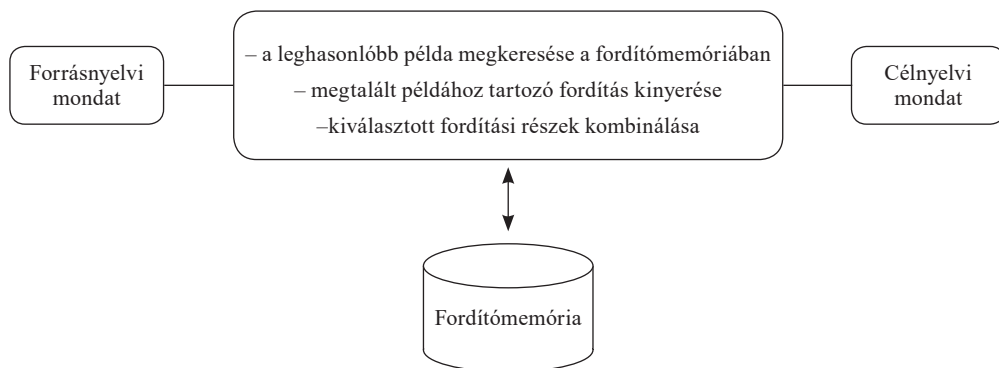 Forrásnyelvi
mondat
– a leghasonlóbb példa megkeresése a fordítómemóriában
– megtalált példához tartozó fordítás kinyerése
–kiválasztott fordítási részek kombinálása
Célnyelvi
mondat
Fordítómemória